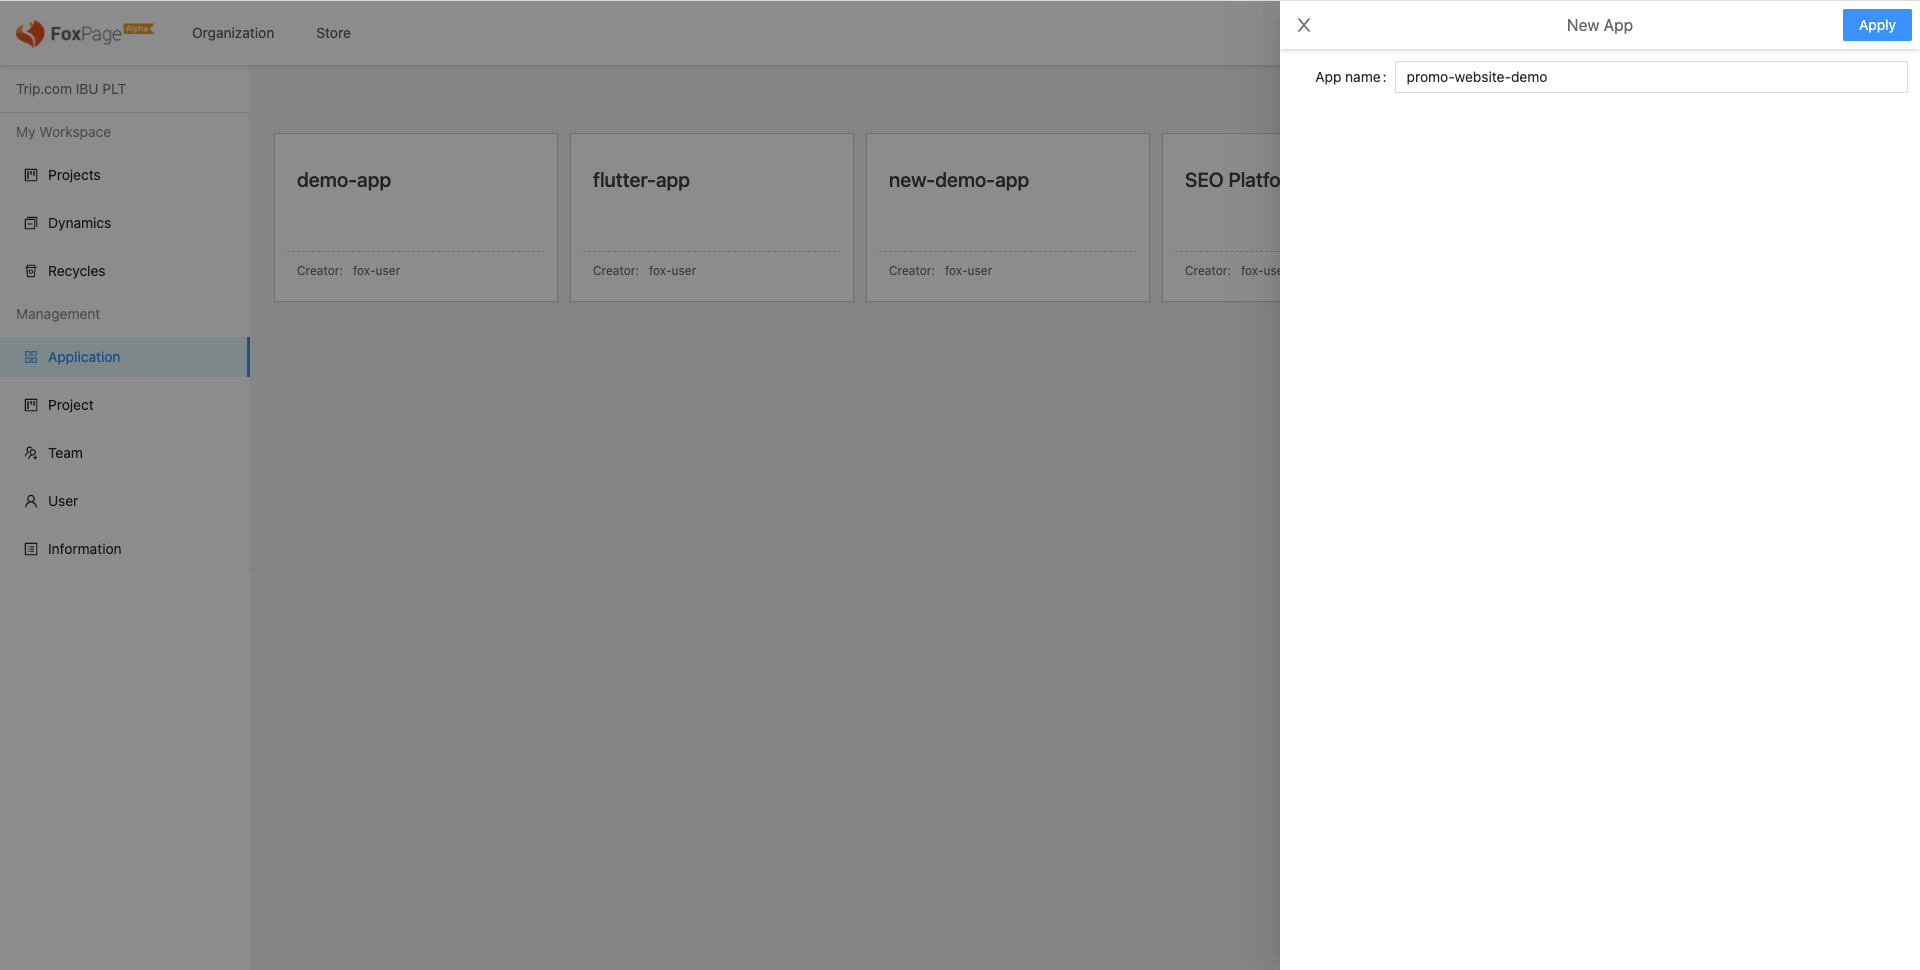 FoxPage Alpha Organization Store
Trip.com IBU PLT
My Workspace
Projects
Dynamics
Recycles
Management
Application
Project
Team
User
Information
demo-app
Creator: fox-user
flutter-app
Creator: fox-user
new-demo-app
Creator: fox-user
SEO Platfo
Creator: fox-use
New App
Apply
App name: promo-website-demo